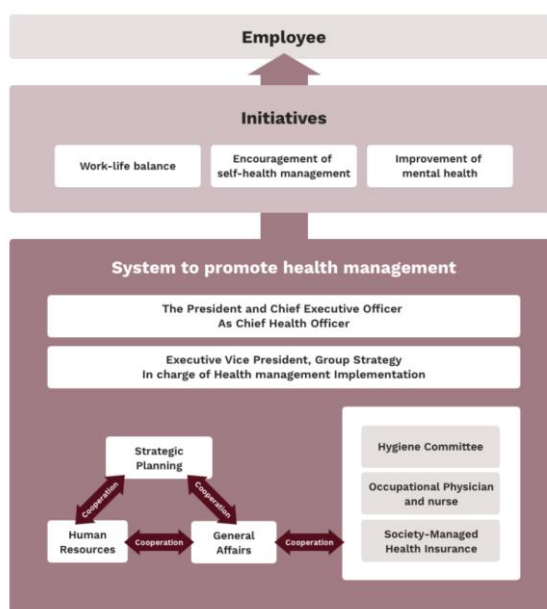 Employee
Initiatives
Work-life balance
Encouragement of
self-health management
Improvement of
mental health
System to promote health management
The President and Chief Executive Officer
As Chief Health Officer
Executive Vice President, Group Strategy
In charge of Health management Implementation
Strategic
Planning
Cooperation
Cooperation
Human
Resources
Cooperation
General
Affairs
Cooperation
Hygiene Committee
Occupational Physician
and nurse
Society-Managed
Health Insurance